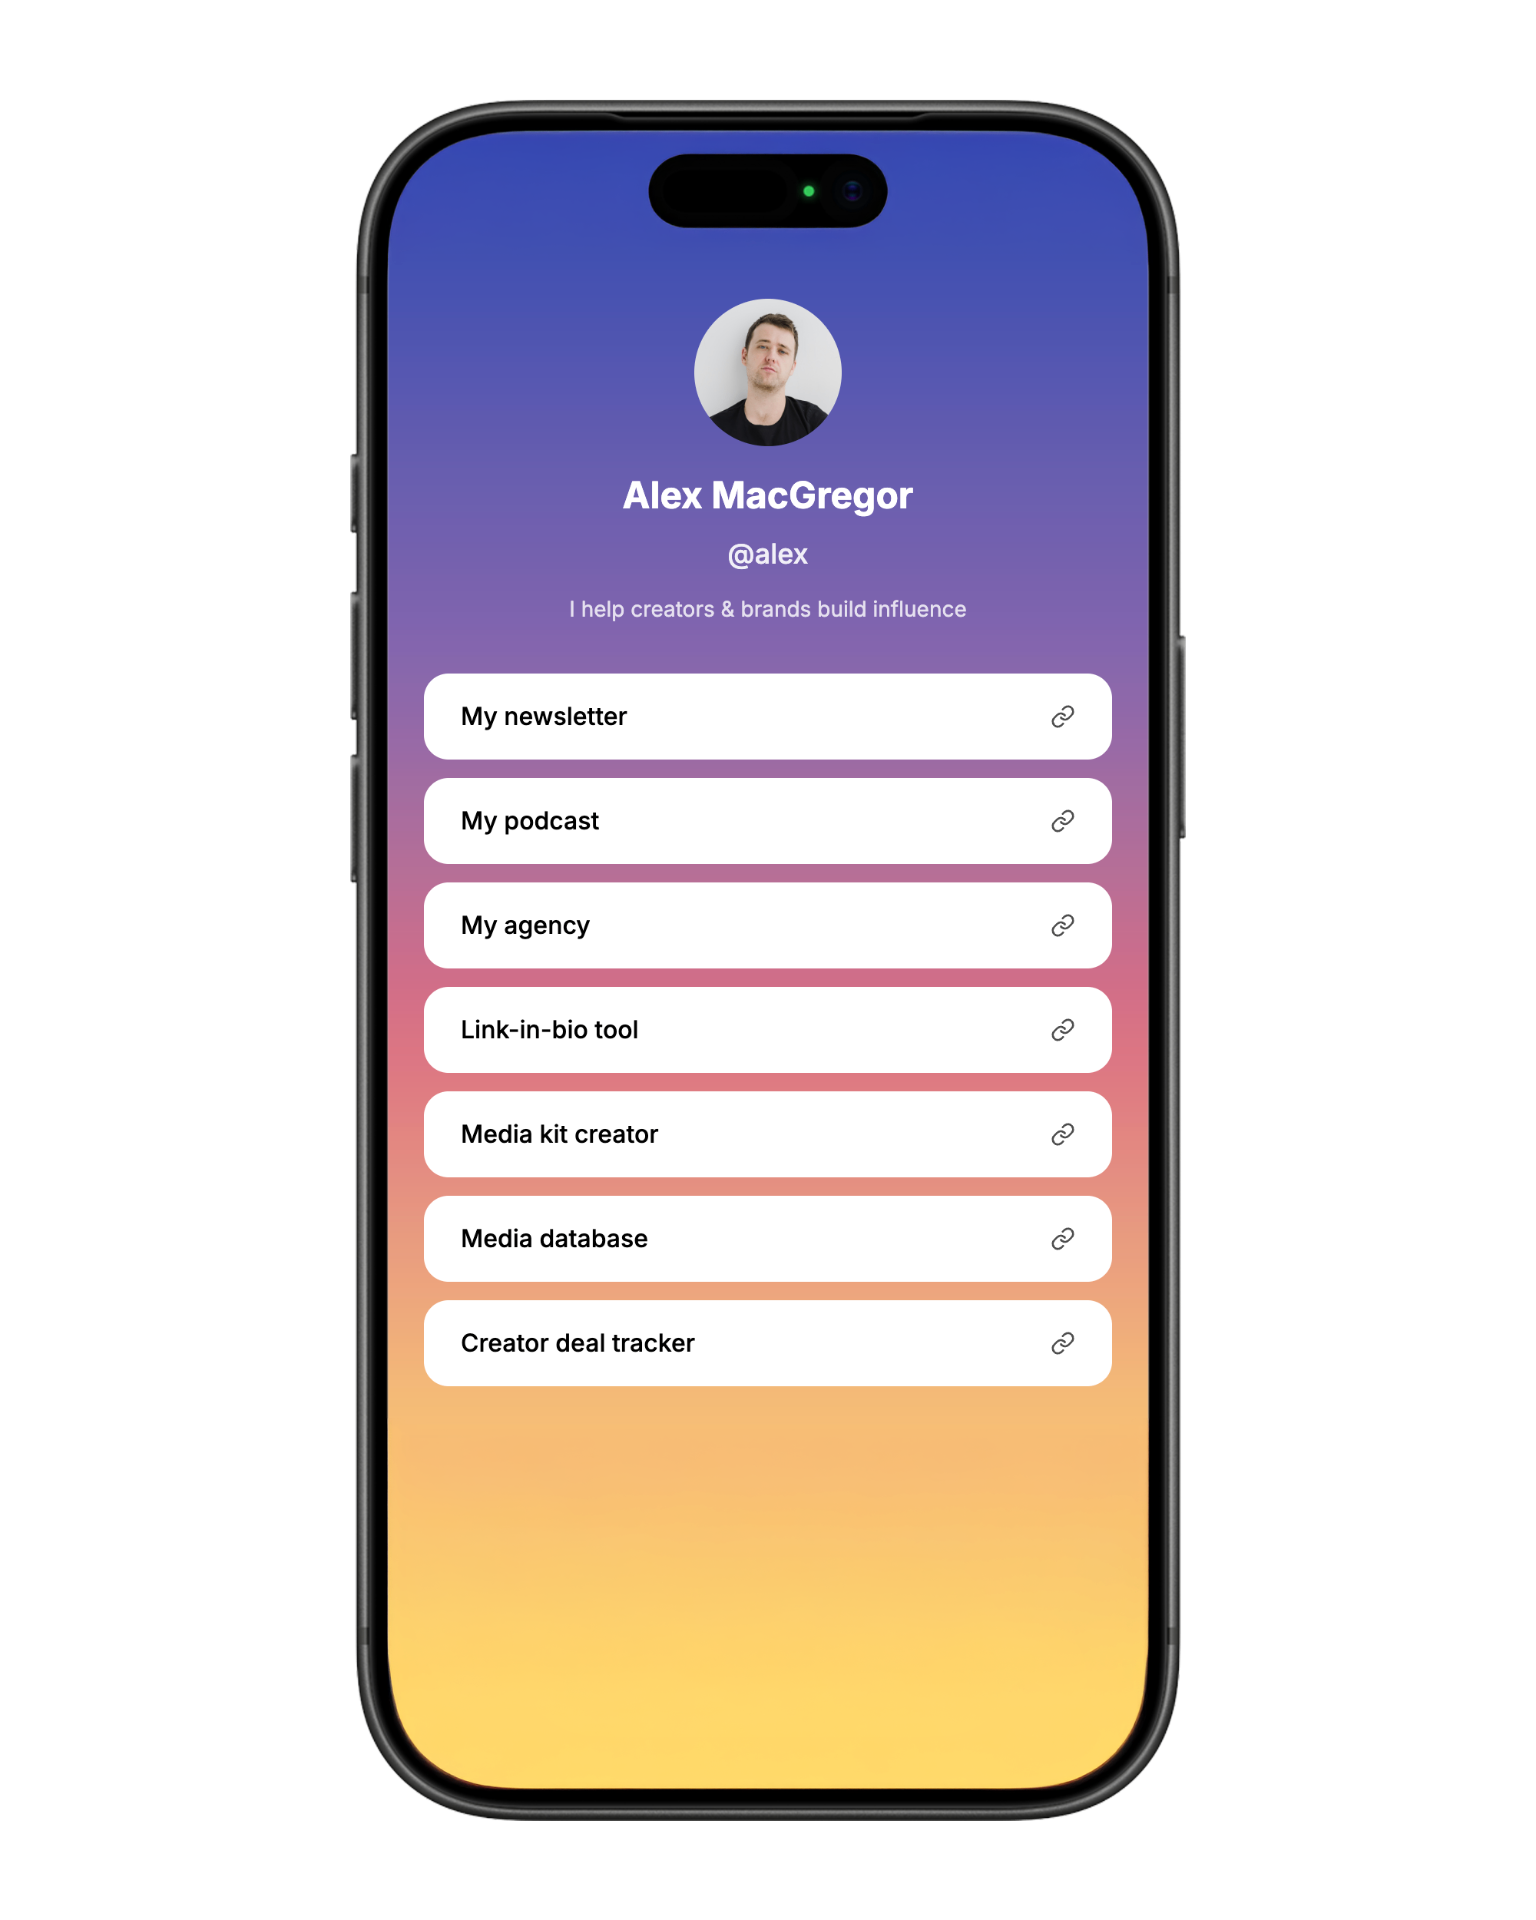 Alex MacGregor
@alex
I help creators & brands build influence
My newsletter
My podcast
My agency
Link-in-bio tool
Media kit creator
Media database
Creator deal tracker